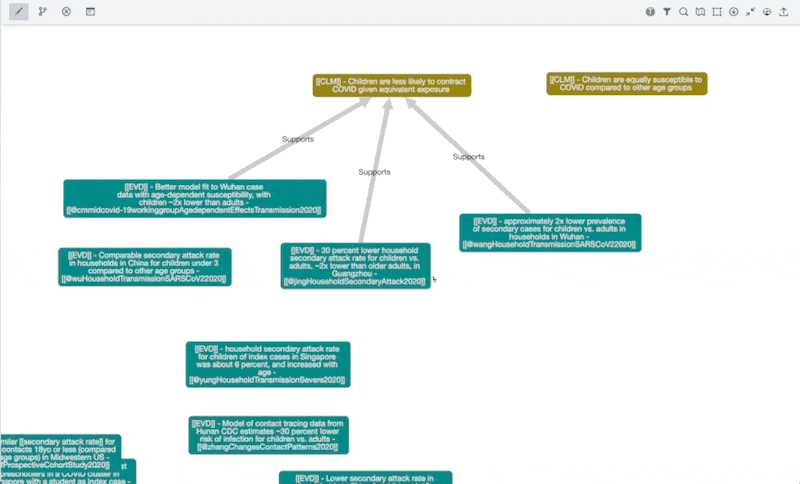 [[CLM] - Children are less likely to contract
COVID given equivalent exposure
[[CLM] - Children are equally susceptible to
COVID compared to other age groups
Supports
Supports
Supports
[[EVD]] - Better model fit to Wuhan case
data with age-dependent susceptibility, with
children ~2x lower than adults -
[[@cmmidcovid-19workinggroupAgedependentEffectsTransmission2020]]
[[EVD]] - approximately 2x lower prevalence
of secondary cases for children vs. adults in
households in Wuhan -
[[@wangHouseholdTransmissionSARSCoV22020]]
[[EVD]] - Comparable secondary attack rate
in households in China for children under 3
compared to other age groups -
[[@wuHouseholdTransmissionSARSCoV22020]]
[[EVD]] - 30 percent lower household
secondary attack rate for children vs.
adults, ~2x lower than older adults, in
Guangzhou -
[[@jingHouseholdSecondaryAttack2020]]
[[EVD]] - household secondary attack rate
for children of index cases in Singapore
was about 6 percent, and increased with
age -
[[@yungHouseholdTransmissionSevere2020]]
[[EVD]] - Model of contact tracing data from
Hunan CDC estimates ~30 percent lower
risk of infection for children vs. adults -
[[@zhangChangesContactPatterns2020]]
milar [[secondary attack rate]] for
contacts 18yo or less (compared
age groups) in Midwestern US -
fProspectiveCohortStudy2020]]
st
preschoolers in a COVID cluster in
apore with a student as index case -
[[EVD]] - Lower secondary attack rate in